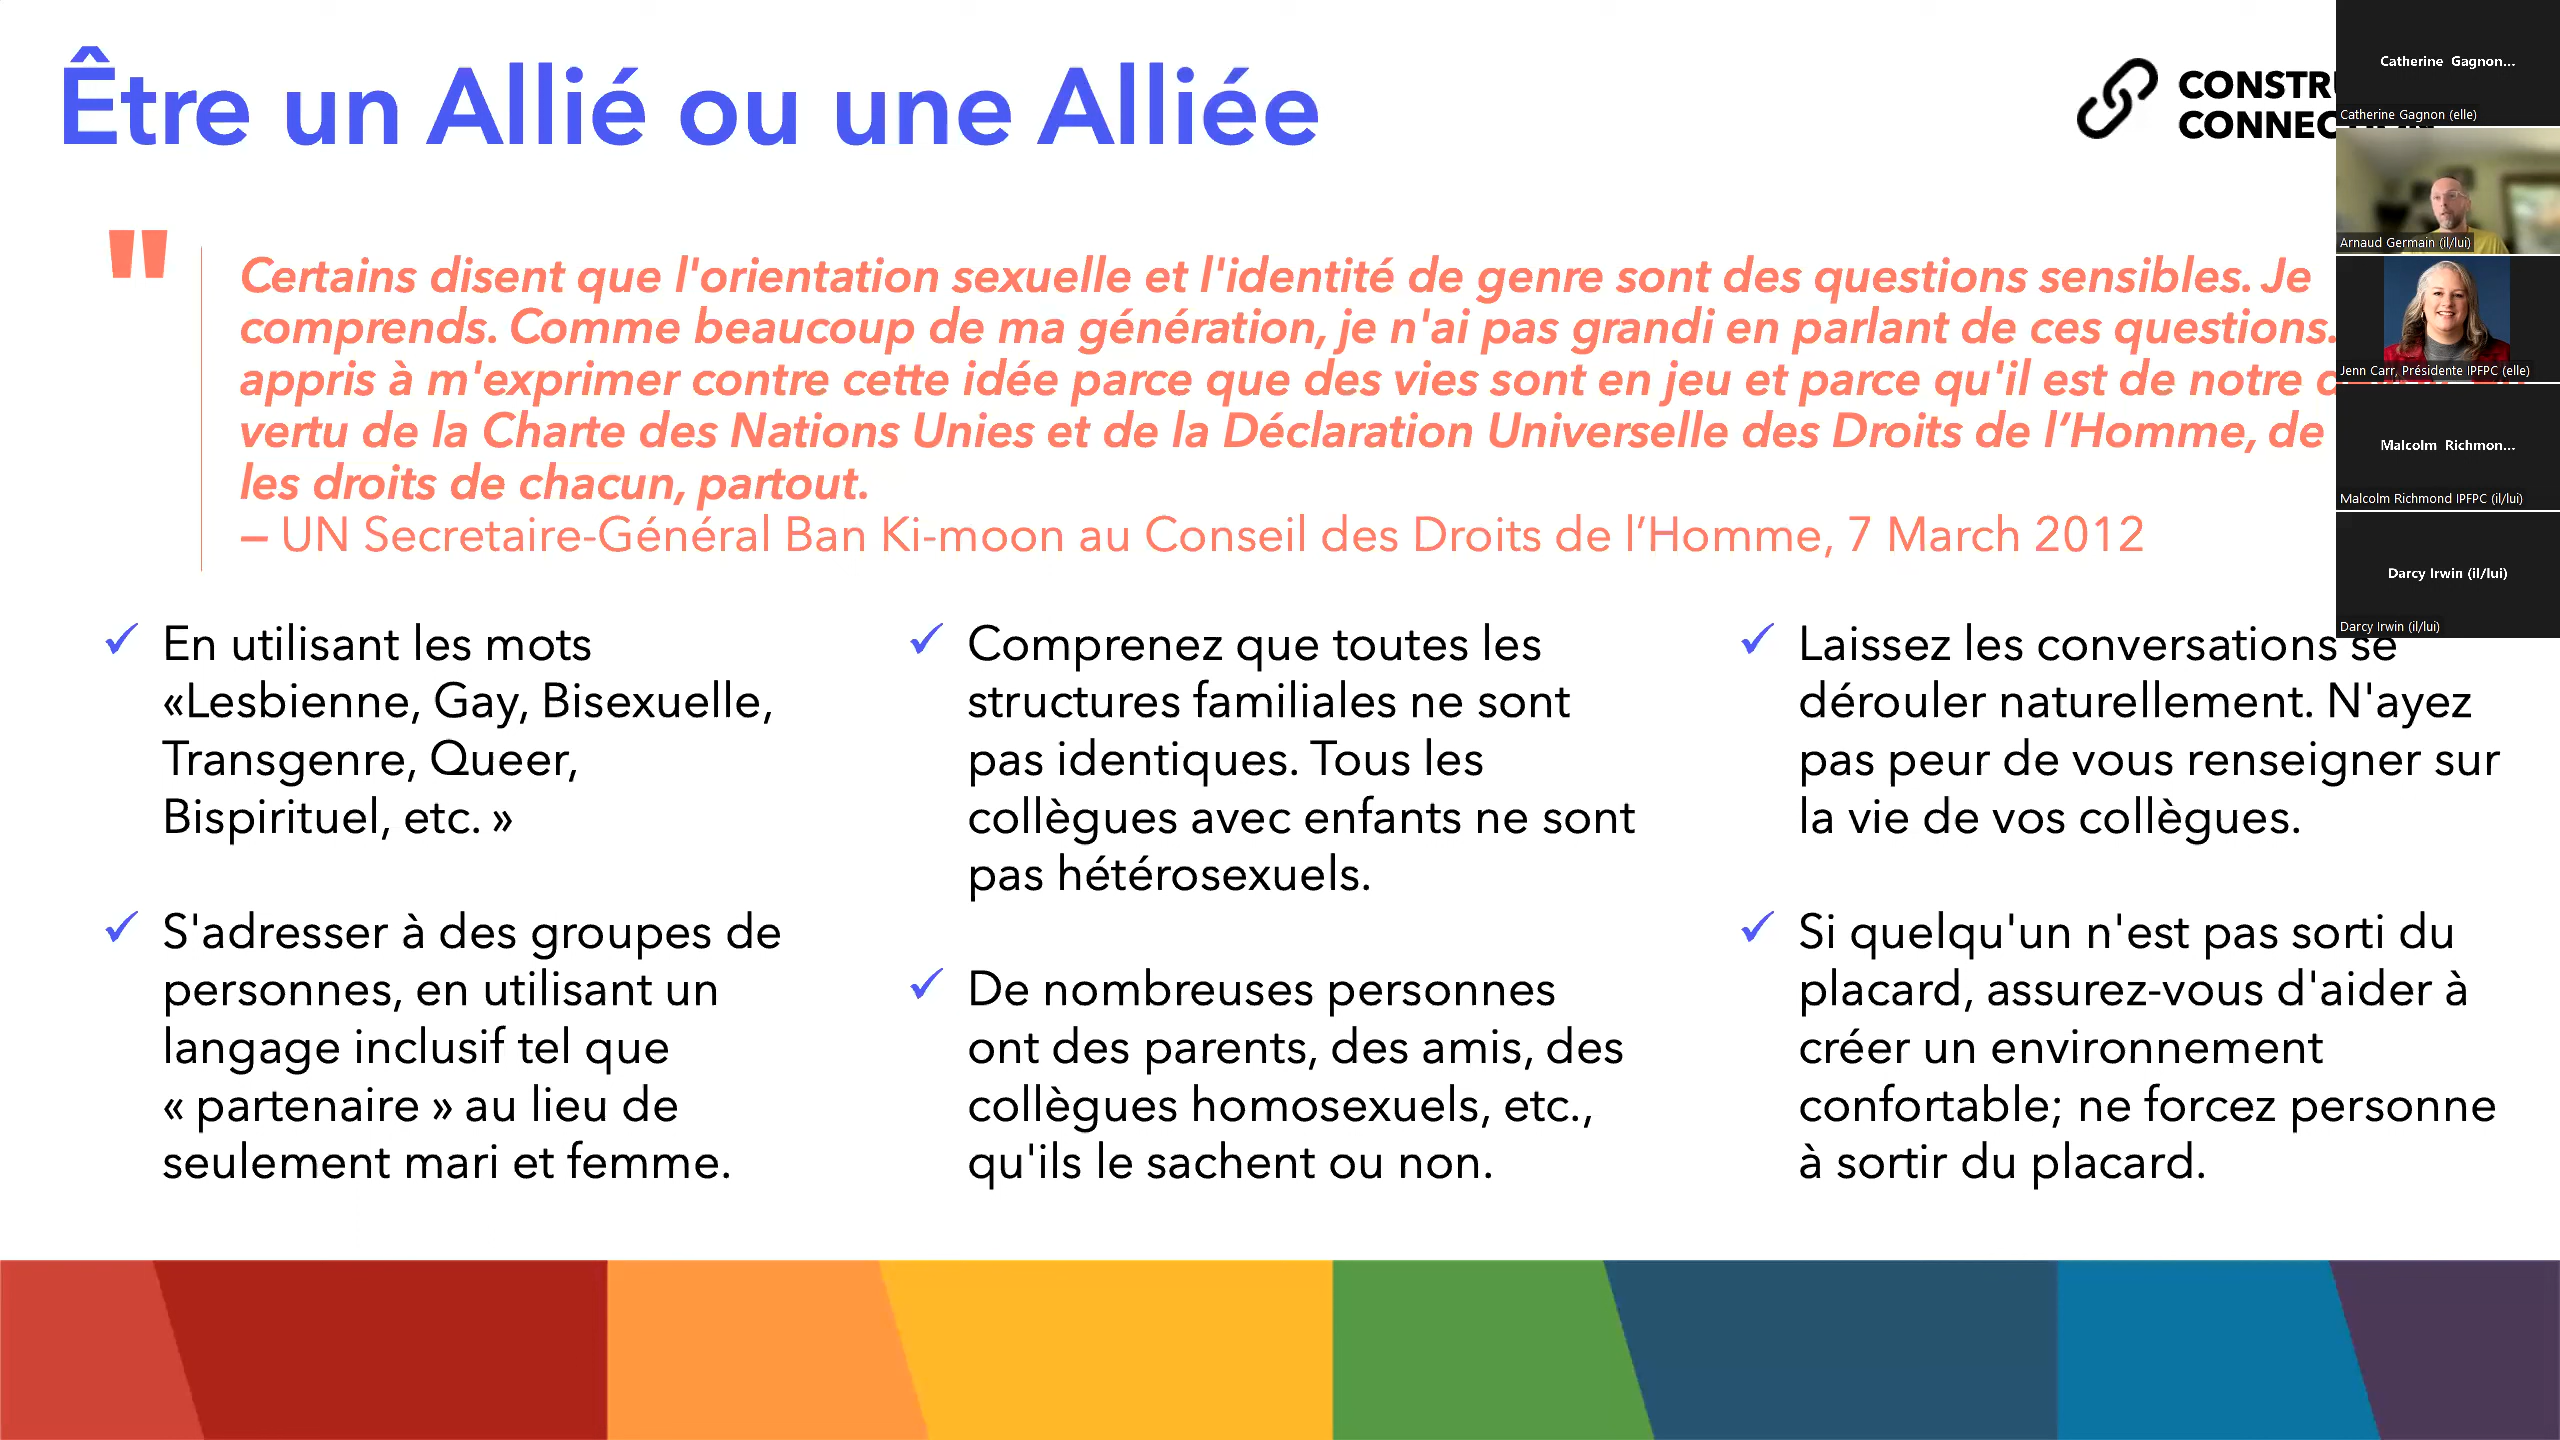 Être un Allié ou une Alliée
"
Certains disent que l'orientation sexuelle et l'identité de genre sont des questions sensibles. Je
comprends. Comme beaucoup de ma génération, je n'ai pas grandi en parlant de ces questions.
appris à m'exprimer contre cette idée parce que des vies sont en jeu et parce qu'il est de notre
vertu de la Charte des Nations Unies et de la Déclaration Universelle des Droits de l’Homme, de
les droits de chacun, partout.
– UN Secretaire-Général Ban Ki-moon au Conseil des Droits de l’Homme, 7 March 2012
✓ En utilisant les mots
«Lesbienne, Gay, Bisexuelle,
Transgenre, Queer,
Bispirituel, etc. »
✓ S'adresser à des groupes de
personnes, en utilisant un
langage inclusif tel que
« partenaire » au lieu de
seulement mari et femme.
✓ Comprenez que toutes les
structures familiales ne sont
pas identiques. Tous les
collègues avec enfants ne sont
pas hétérosexuels.
✓ De nombreuses personnes
ont des parents, des amis, des
collègues homosexuels, etc.,
qu'ils le sachent ou non.
✓ Laissez les conversations se
dérouler naturellement. N'ayez
pas peur de vous renseigner sur
la vie de vos collègues.
✓ Si quelqu'un n'est pas sorti du
placard, assurez-vous d'aider à
créer un environnement
confortable; ne forcez personne
à sortir du placard.
Catherine Gagnon...
Catherine Gagnon (elle)
Arnaud Germain (il/lui)
Jenn Carr, Présidente IPFPC (elle)
Malcolm Richmon...
Malcolm Richmond IPFPC (il/lui)
Darcy Irwin (il/lui)
Darcy Irwin (il/lui)